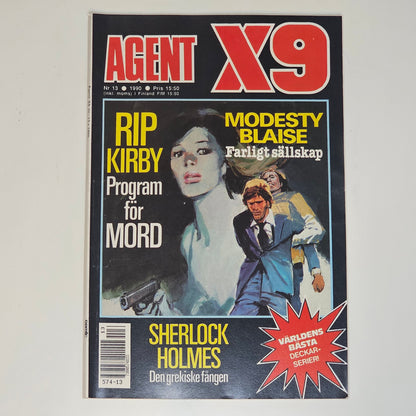 AGENT X9
Nr 13 ● 1990 ● Pris 15:50
(inkl. moms) I Finland FIM 15:50
RIP
KIRBY
Program
för
MORD
MODESTY
BLAISE
Farligt sällskap
VÄRLDENS
BÄSTA
DECKAR-
SERIER!
SHERLOCK
HOLMES
Den grekiske fången
13
574-13